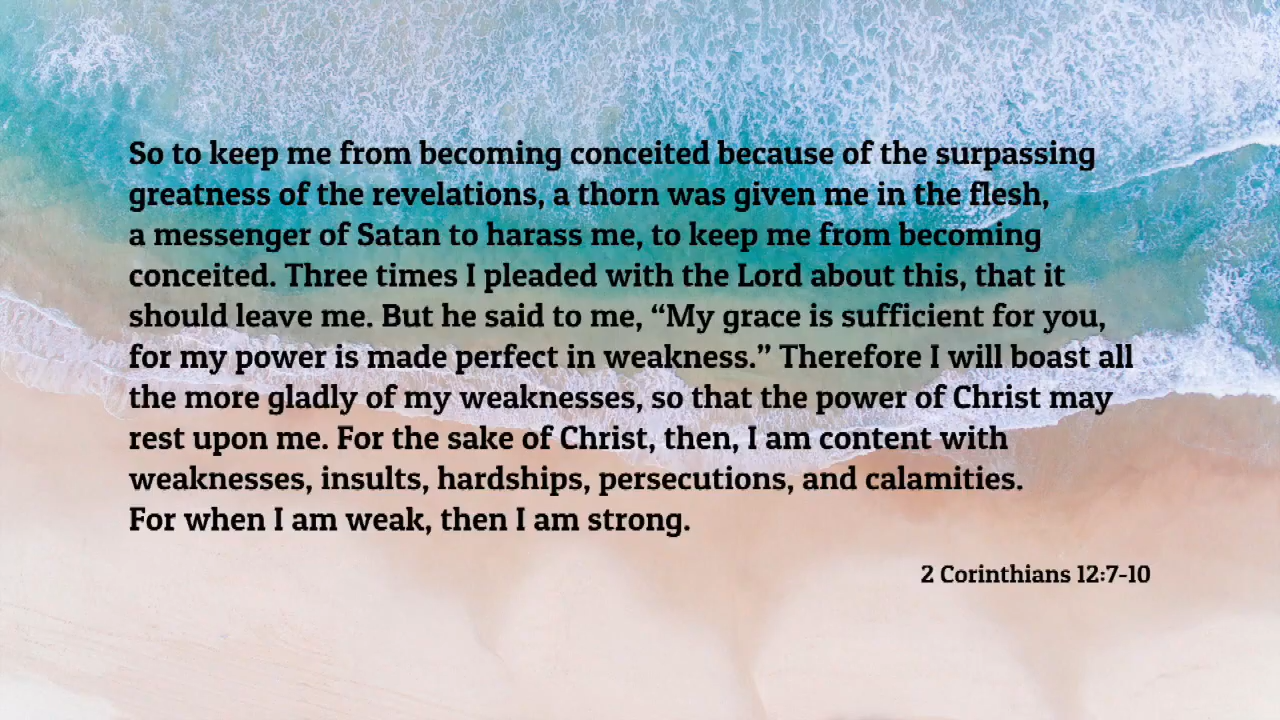 So to keep me from becoming conceited because of the surpassing
greatness of the revelations, a thorn was given me in the flesh,
a messenger of Satan to harass me, to keep me from becoming
conceited. Three times I pleaded with the Lord about this, that it
should leave me. But he said to me, “My grace is sufficient for you,
for my power is made perfect in weakness.” Therefore I will boast all
the more gladly of my weaknesses, so that the power of Christ may
rest upon me. For the sake of Christ, then, I am content with
weaknesses, insults, hardships, persecutions, and calamities.
For when I am weak, then I am strong.
2 Corinthians 12:7-10